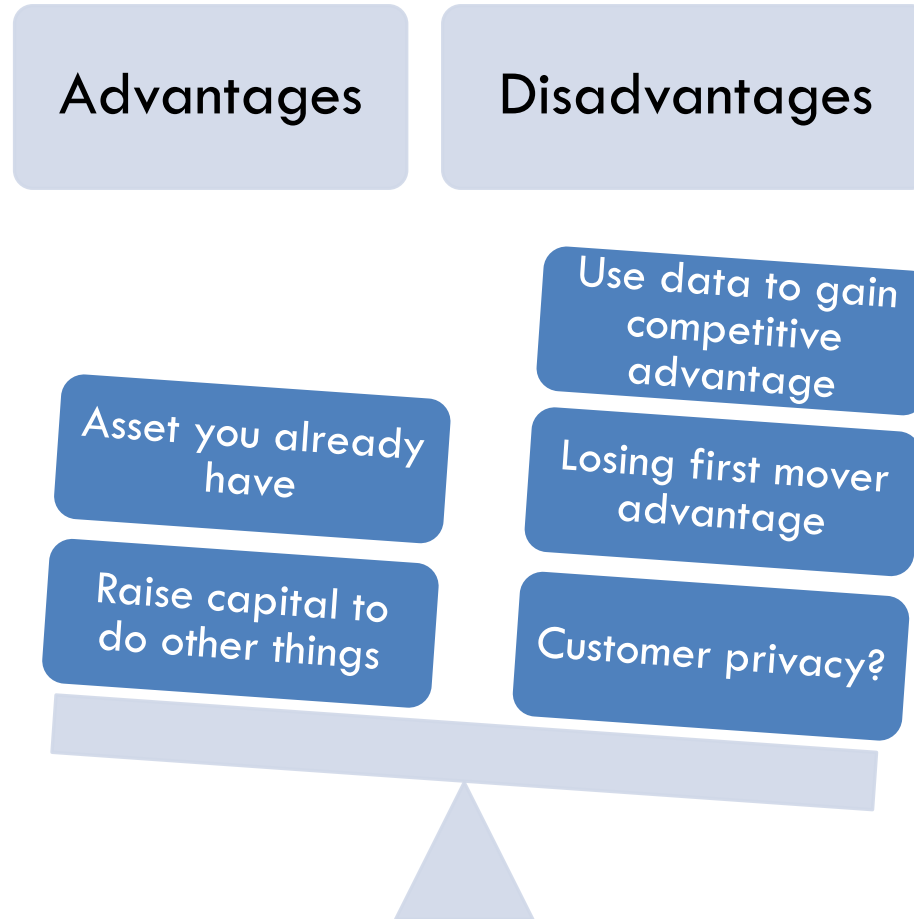 Advantages
Disadvantages
Asset you already
have
Raise capital to
do other things
Use data to gain
competitive
advantage
Losing first mover
advantage
Customer privacy?